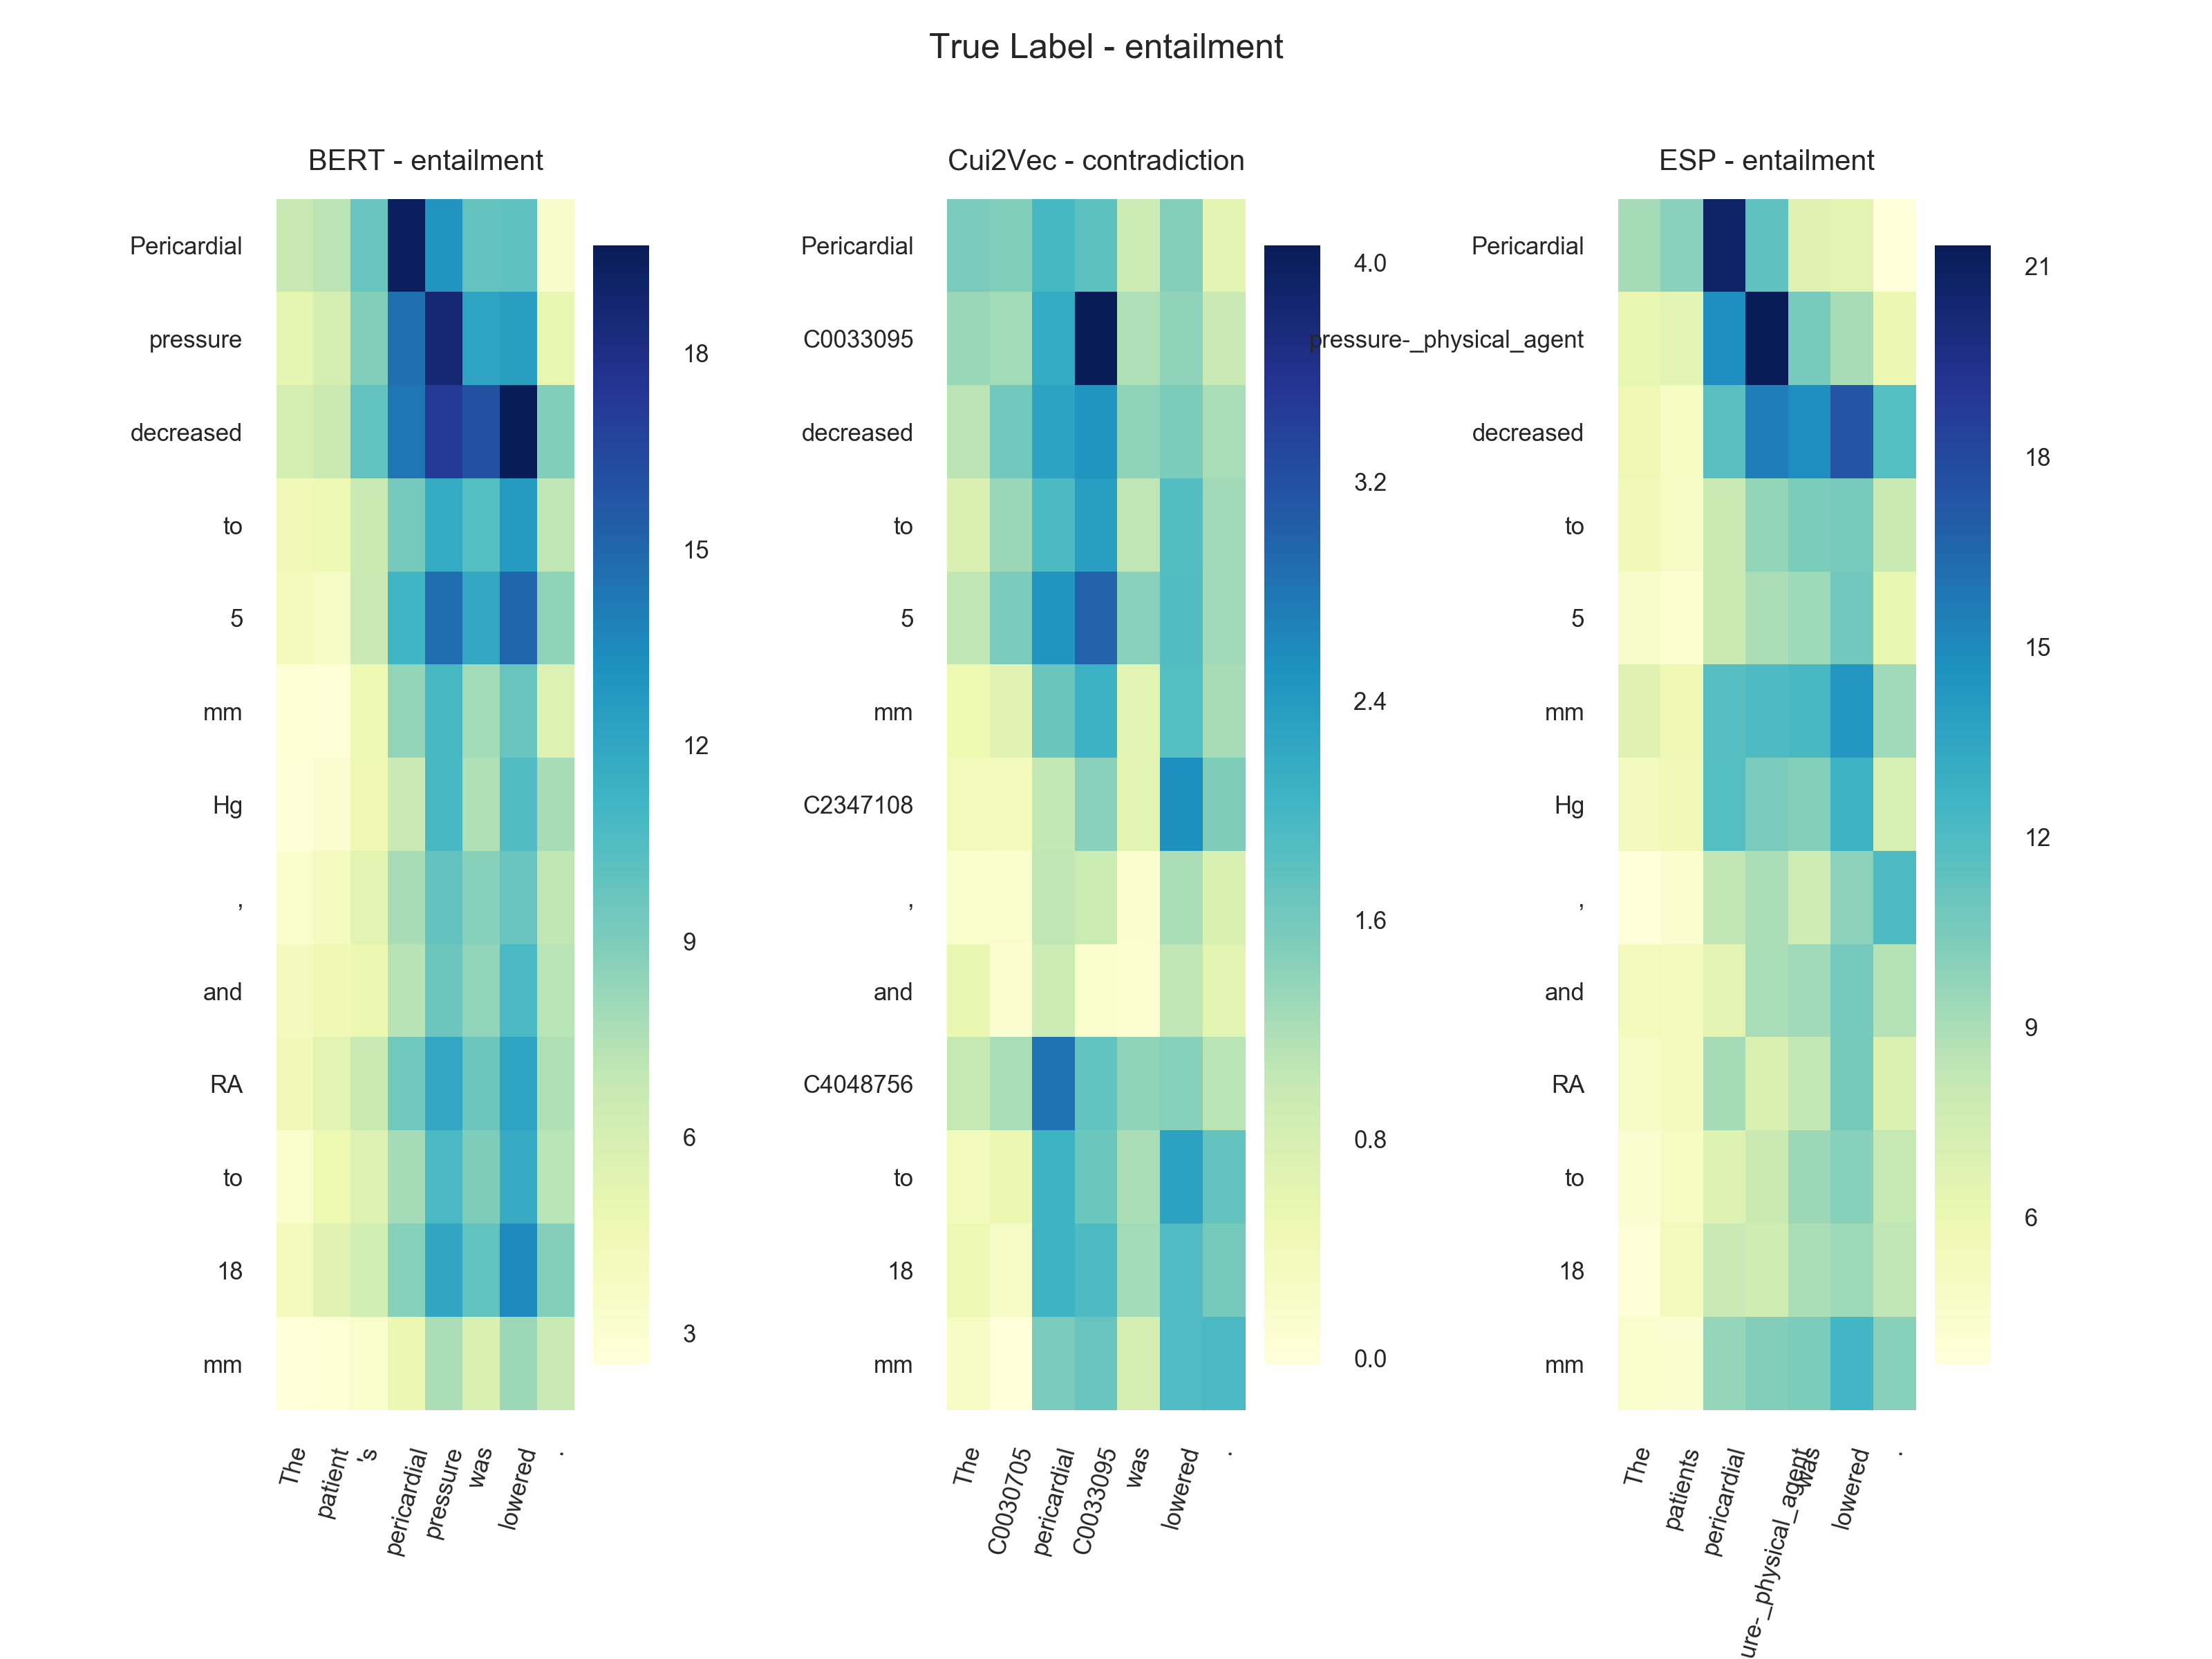 True Label - entailment
BERT - entailment
Pericardial
pressure
decreased
to
5
mm
Hg
,
and
RA
to
18
mm
The
patient
's
pericardial
pressure
was
lowered
.
18
15
12
9
6
3
Cui2Vec - contradiction
Pericardial
C0033095
decreased
to
5
mm
C2347108
,
and
C4048756
to
18
mm
The
C0030705
pericardial
C0033095
was
lowered
.
4.0
3.2
2.4
1.6
0.8
0.0
ESP - entailment
Pericardial
pressure-_physical_agent
decreased
to
5
mm
Hg
,
and
RA
to
18
mm
The
patients
pericardial
ure-_physical_agent
was
lowered
.
21
18
15
12
9
6